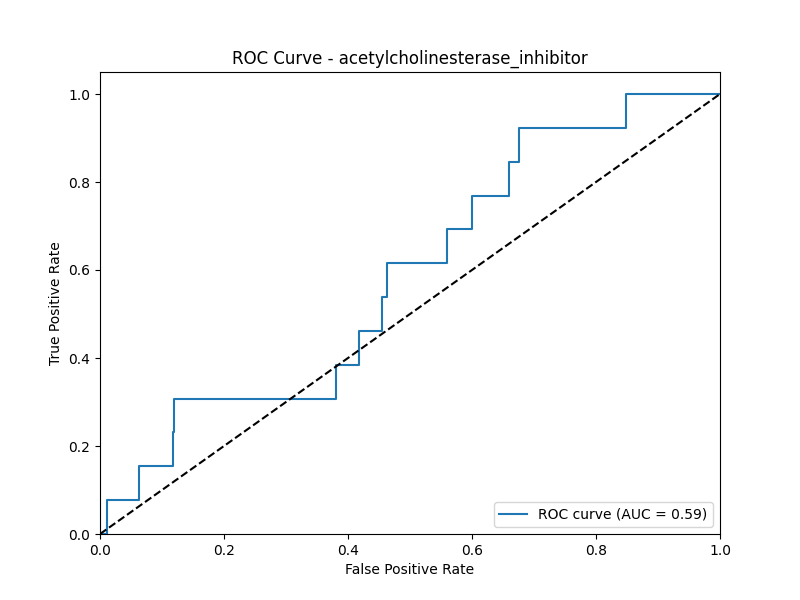 ROC Curve - acetylcholinesterase_inhibitor
True Positive Rate
1.0
0.8
0.6
0.4
0.2
0.0
0.0 0.2 0.4 0.6 0.8 1.0
False Positive Rate
ROC curve (AUC = 0.59)